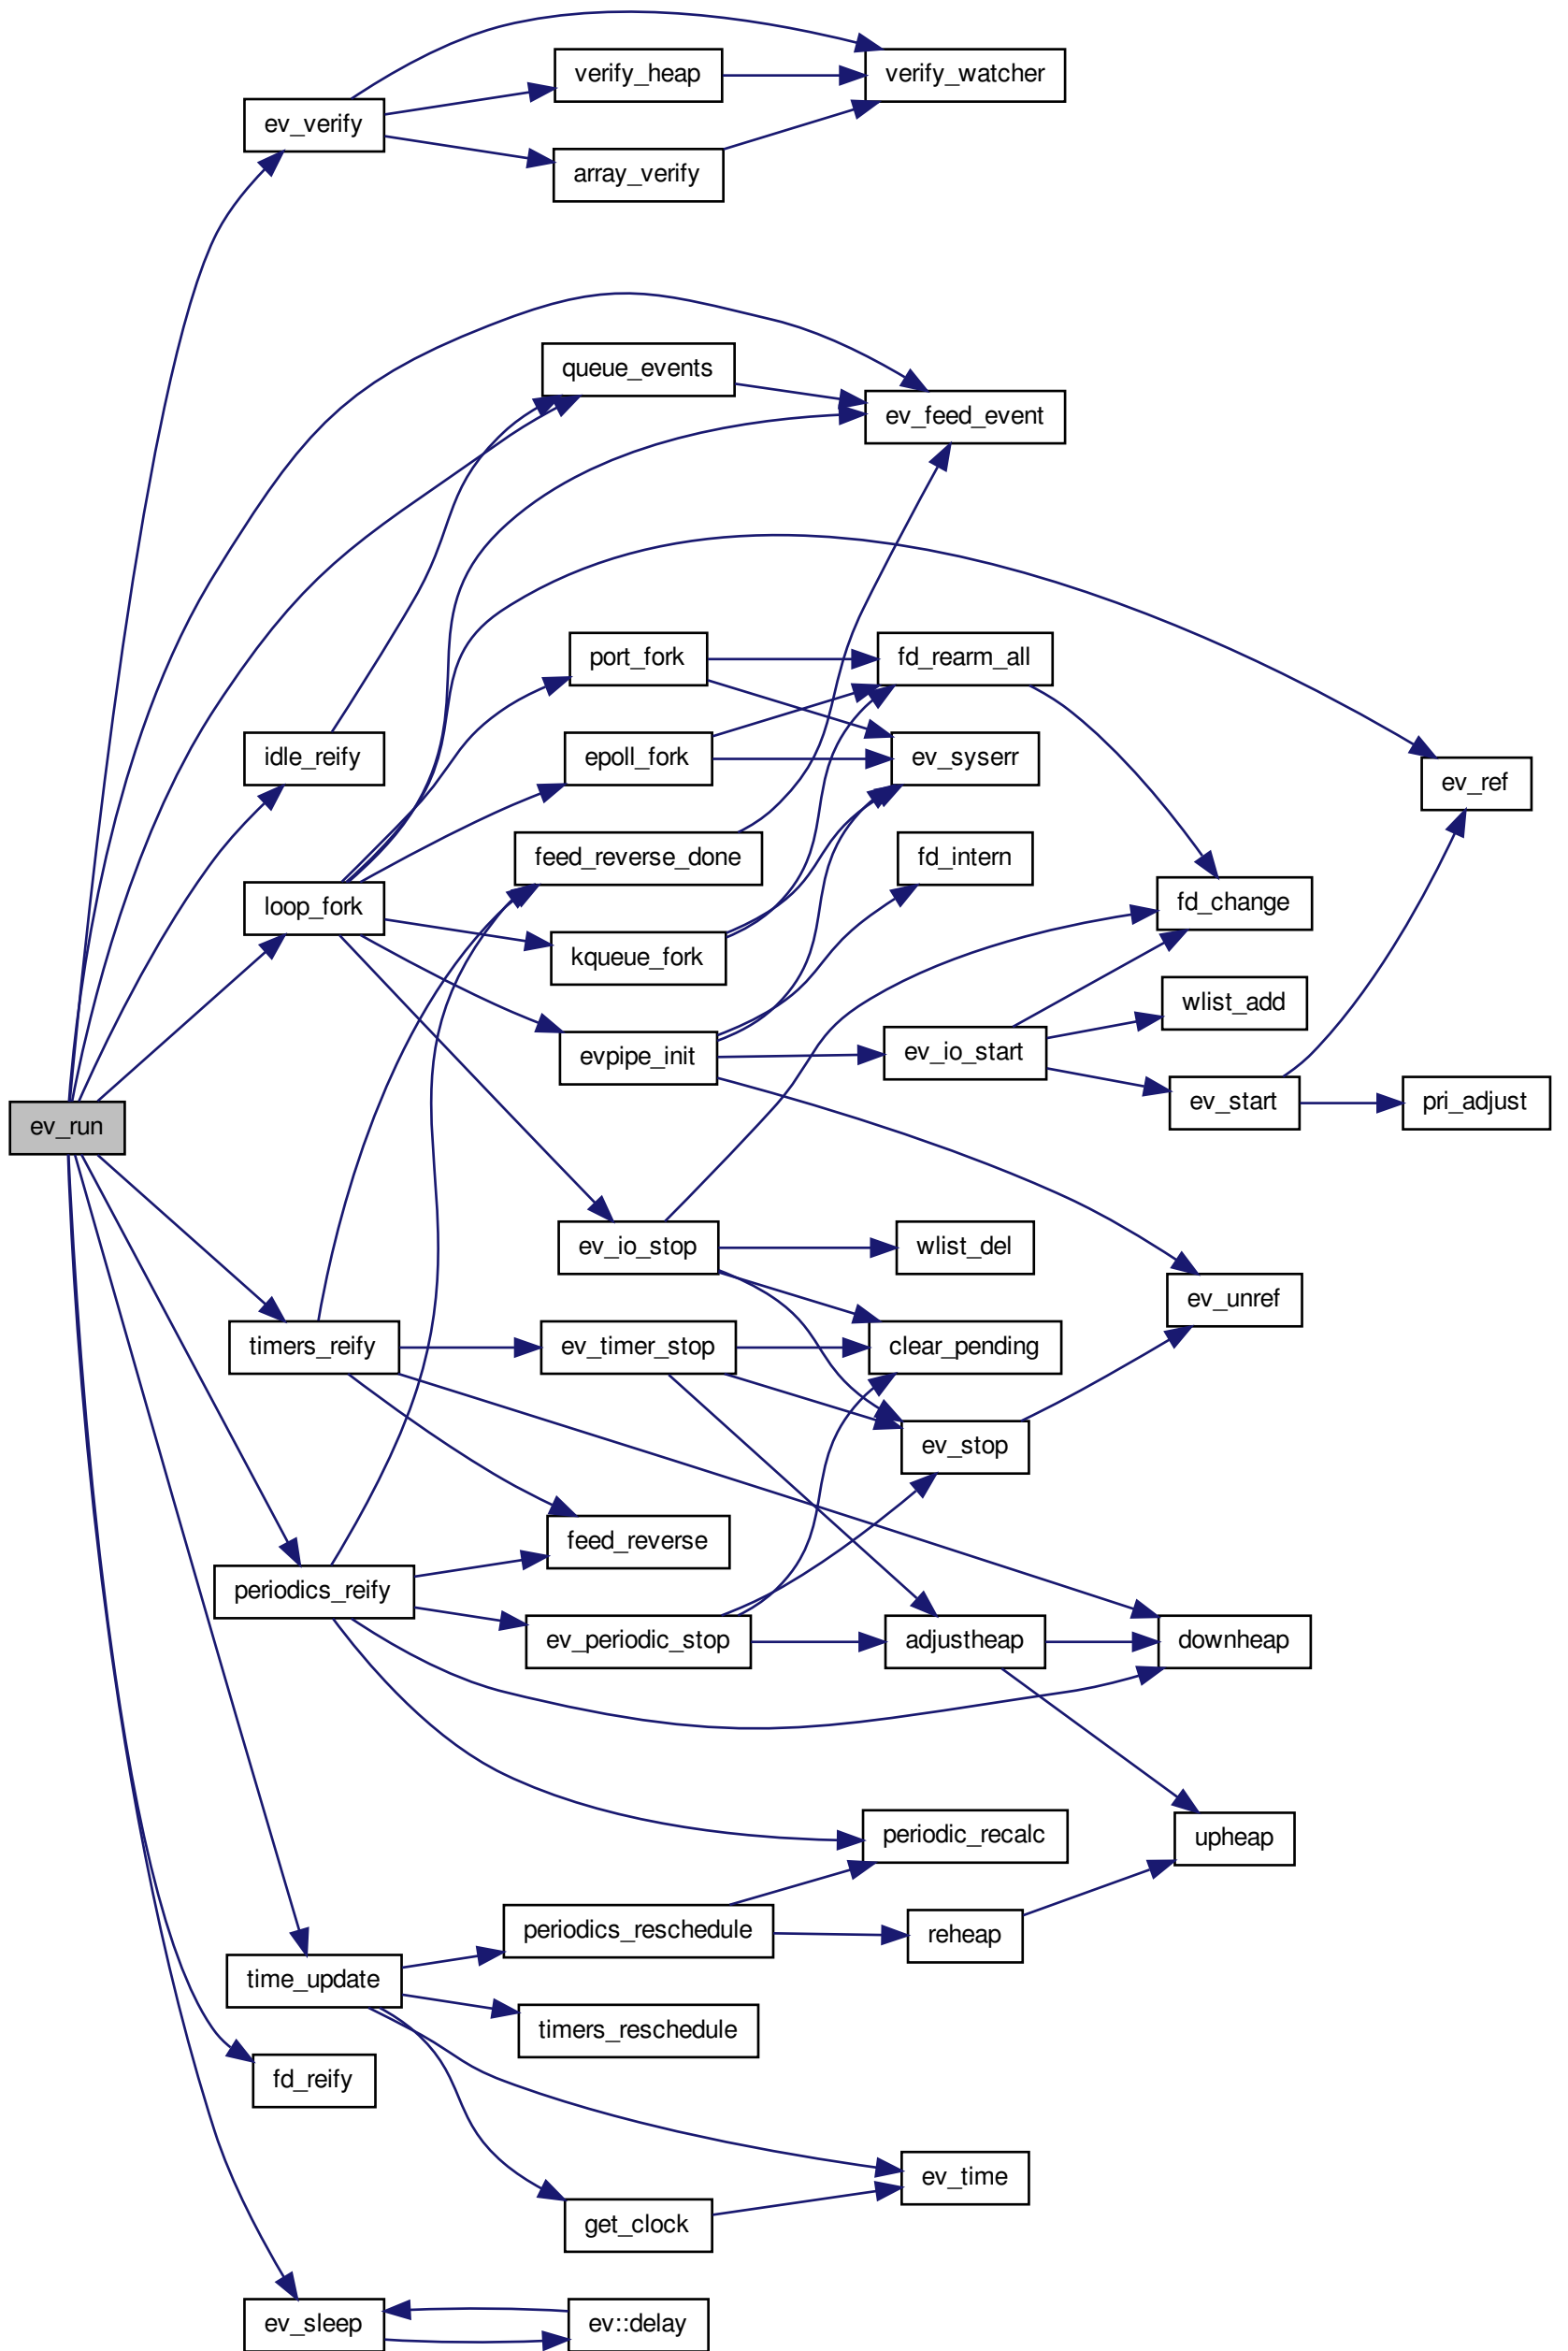 verify_heap
verify_watcher
ev_verify
array_verify
queue_events
ev_feed_event
port_fork
fd_rearm_all
idle_reify
epoll_fork
ev_syserr
ev_ref
feed_reverse_done
fd_intern
loop_fork
fd_change
kqueue_fork
wlist_add
evpipe_init
ev_io_start
ev_run
ev_start
pri_adjust
ev_io_stop
wlist_del
ev_unref
timers_reify
ev_timer_stop
clear_pending
ev_stop
feed_reverse
periodics_reify
ev_periodic_stop
adjustheap
downheap
periodic_recalc
upheap
periodics_reschedule
reheap
time_update
timers_reschedule
fd_reify
ev_time
get_clock
ev_sleep
ev::delay